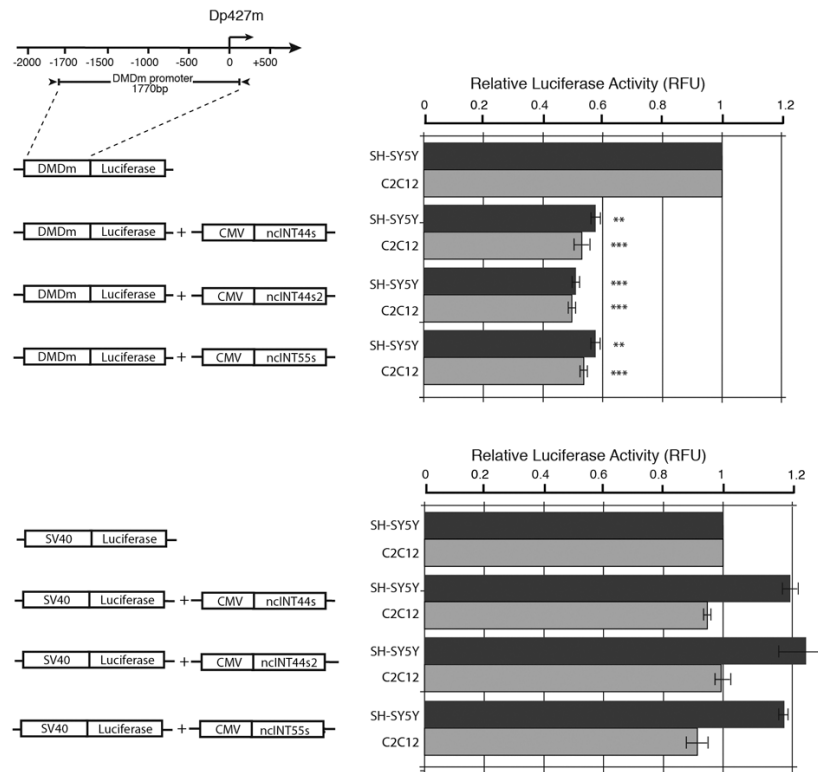 Dp427m
-2000 -1700 -1500 -1000 -500 0 +500
DMDm promoter
1770bp
Relative Luciferase Activity (RFU)
0 0.2 0.4 0.6 0.8 1 1.2
DMDm Luciferase
SH-SY5Y
C2C12
DMDm Luciferase + CMV ncINT44s
SH-SY5Y **
C2C12 ***
DMDm Luciferase + CMV ncINT44s2
SH-SY5Y ***
C2C12 ***
DMDm Luciferase + CMV ncINT55s
SH-SY5Y **
C2C12 ***
Relative Luciferase Activity (RFU)
0 0.2 0.4 0.6 0.8 1 1.2
SV40 Luciferase
SH-SY5Y
C2C12
SV40 Luciferase + CMV ncINT44s
SH-SY5Y
C2C12
SV40 Luciferase + CMV ncINT44s2
SH-SY5Y
C2C12
SV40 Luciferase + CMV ncINT55s
SH-SY5Y
C2C12